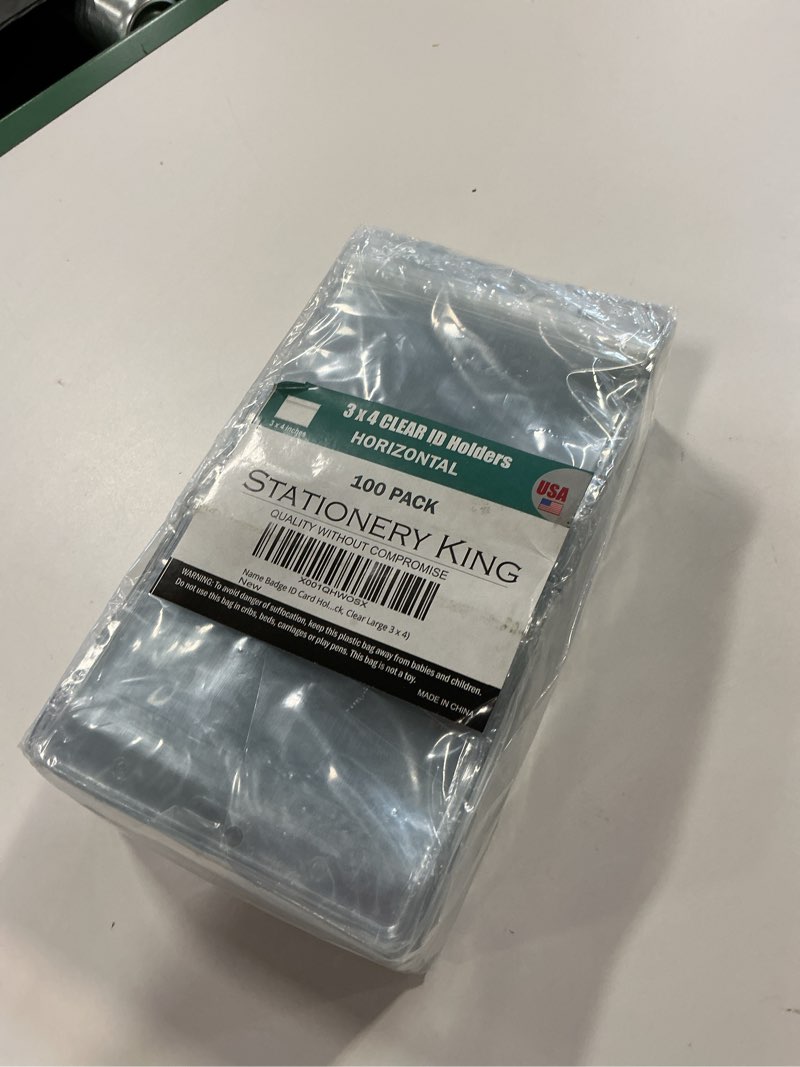 3 x 4 inches
3 x 4 CLEAR ID Holders
HORIZONTAL
USA
100 PACK
STATIONERY KING
QUALITY WITHOUT COMPROMISE
X001QHWOSX
Name Badge ID Card Hol...ck, Clear Large 3 x 4)
New
WARNING: To avoid danger of suffocation, keep this plastic bag away from babies and children.
Do not use this bag in cribs, beds, carriages or play pens. This bag is not a toy.
MADE IN CHINA